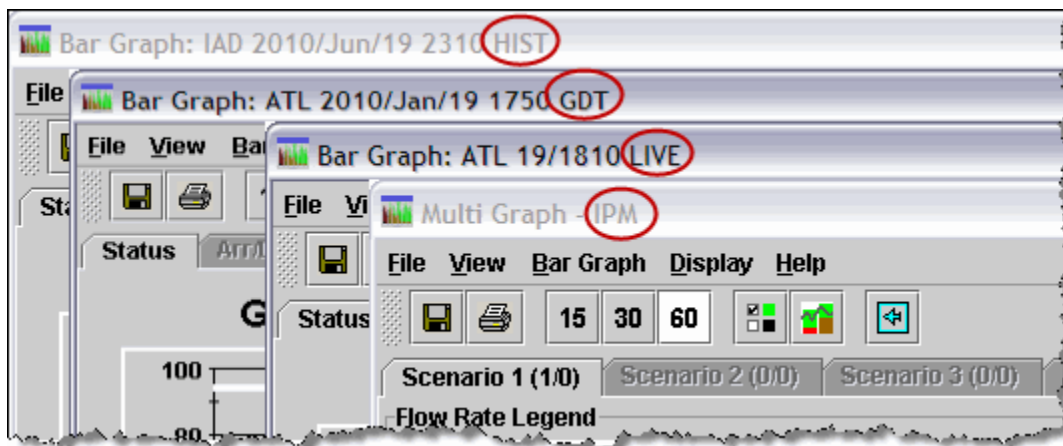 Bar Graph: IAD 2010/Jun/19 2310 HIST
File
Bar Graph: ATL 2010/Jan/19 1750 GDT
File View
Bar Graph: ATL 19/1810 LIVE
File
Multi Graph - IPM
File View Bar Graph Display Help
15 30 60
Status
Status
Scenario 1 (1/0) Scenario 2 (0/0) Scenario 3 (0/0)
Flow Rate Legend
100